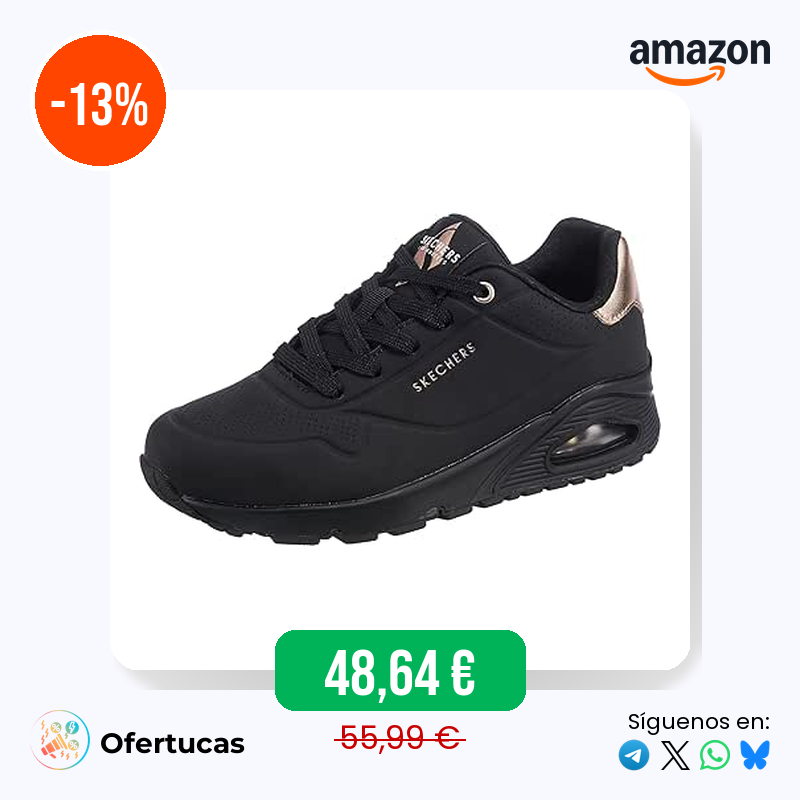 -13%
amazon
SKECHERS
SKECHERS
48,64 €
55,99 €
Ofertucas
Síguenos en: